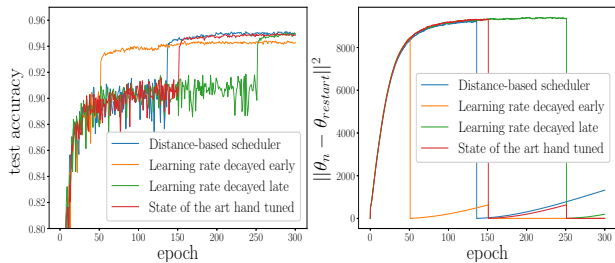 test accuracy
0.96
0.94
0.92
0.90
0.88
0.86
0.84
0.82
0.80
0
50
100
150
200
250
300
epoch
Distance-based scheduler
Learning rate decayed early
Learning rate decayed late
State of the art hand tuned
||θn − θrestart||²
8000
6000
4000
2000
0
0
50
100
150
200
250
300
epoch
Distance-based scheduler
Learning rate decayed early
Learning rate decayed late
State of the art hand tuned